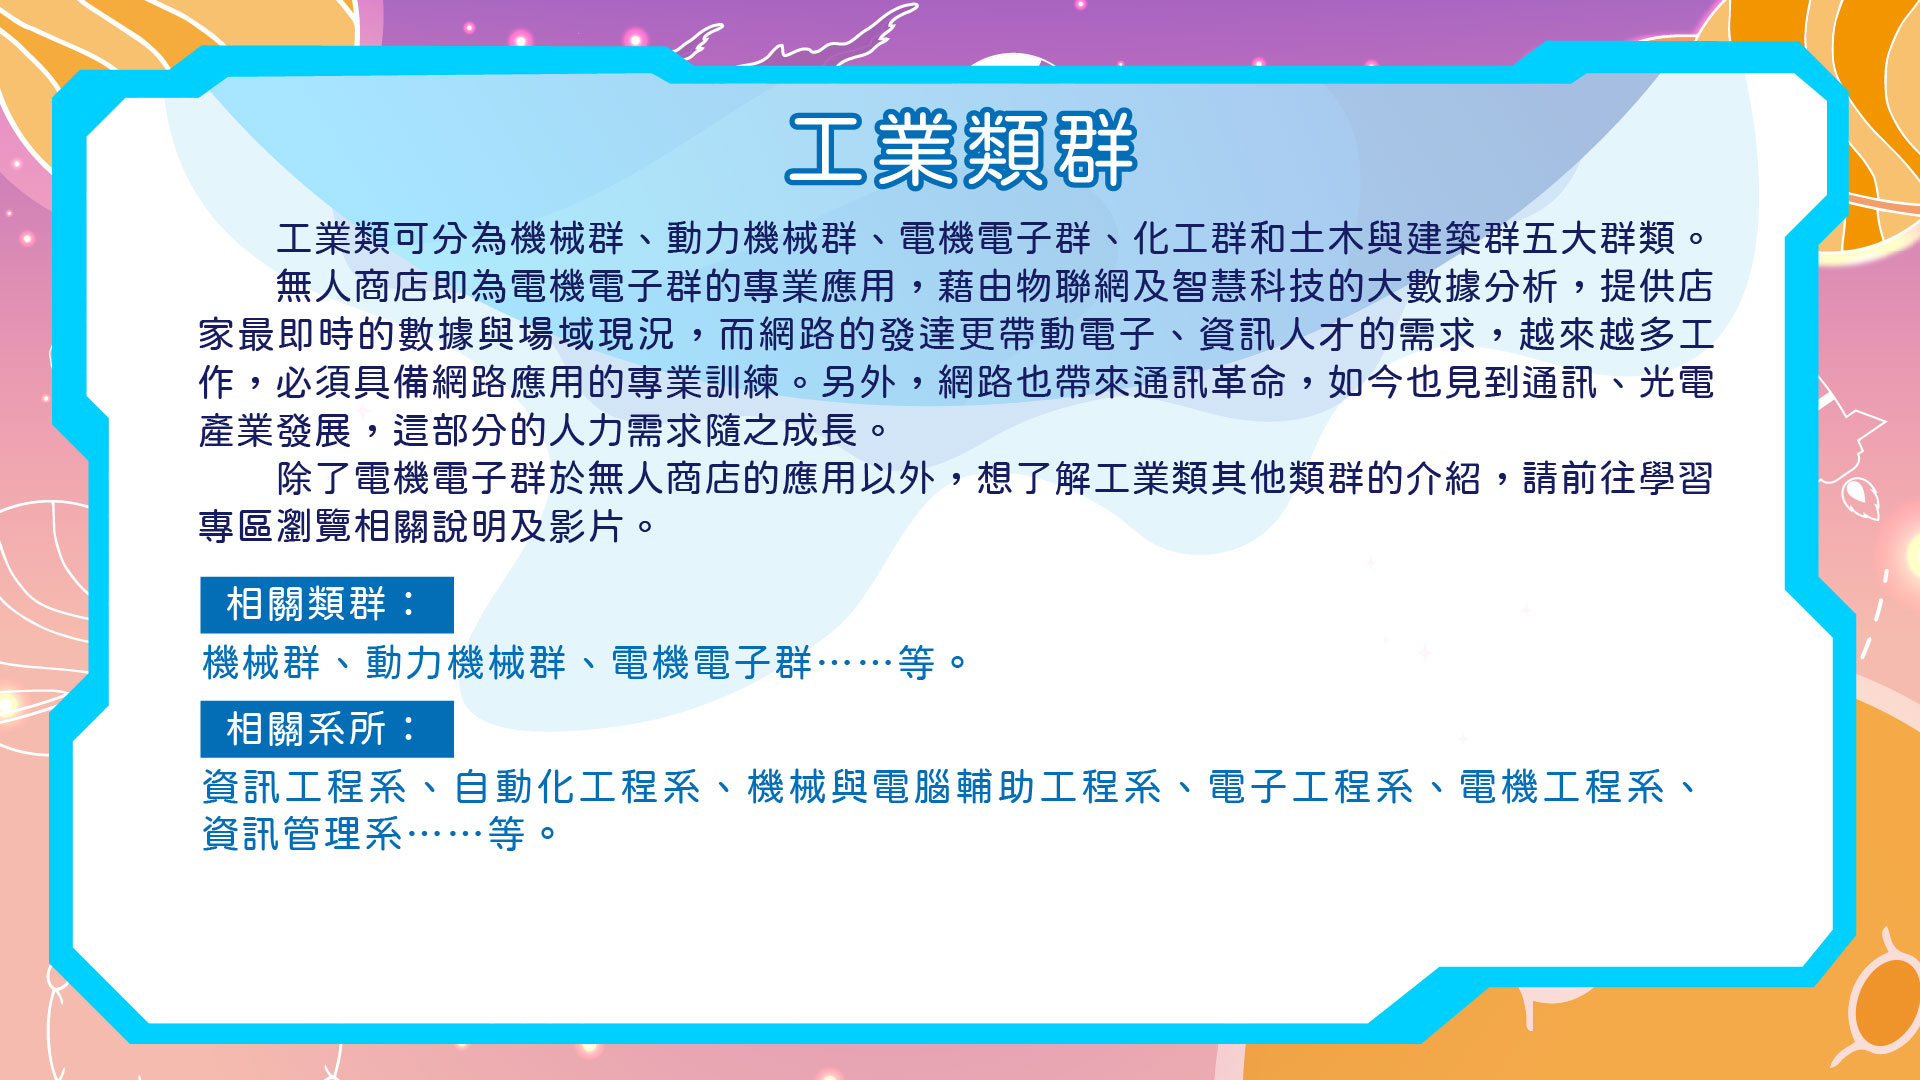 工業類群
工業類可分為機械群、動力機械群、電機電子群、化工群和土木與建築群五大群類。
無人商店即為電機電子群的專業應用，藉由物聯網及智慧科技的大數據分析，提供店
家最即時的數據與場域現況，而網路的發達更帶動電子、資訊人才的需求，越來越多工
作，必須具備網路應用的專業訓練。另外，網路也帶來通訊革命，如今也見到通訊、光電
產業發展，這部分的人力需求隨之成長。
除了電機電子群於無人商店的應用以外，想了解工業類其他類群的介紹，請前往學習
專區瀏覽相關說明及影片。
相關類群：
機械群、動力機械群、電機電子群……等。
相關系所：
資訊工程系、自動化工程系、機械與電腦輔助工程系、電子工程系、電機工程系、
資訊管理系……等。